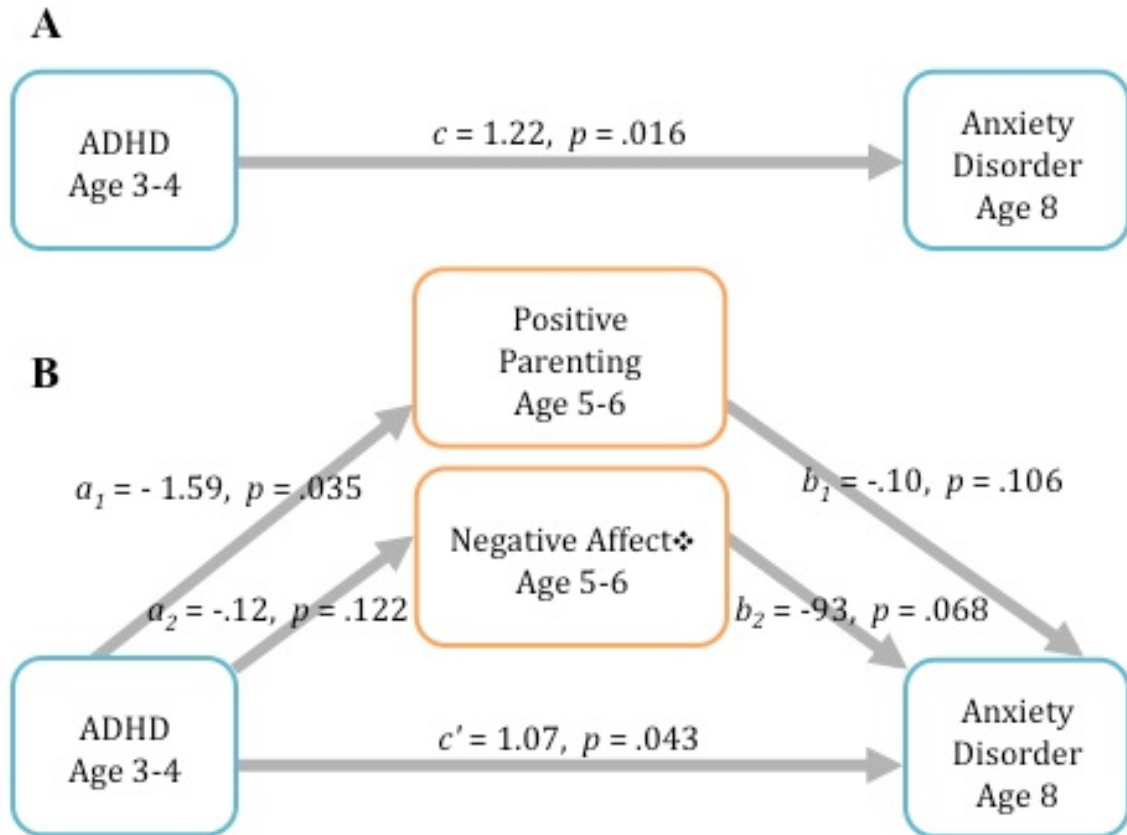 A
ADHD
Age 3-4
c = 1.22, p = .016
Anxiety
Disorder
Age 8
B
Positive
Parenting
Age 5-6
a₁ = - 1.59, p = .035
b₁ = -.10, p = .106
Negative Affect❖
Age 5-6
a₂ = -.12, p = .122
b₂ = -93, p = .068
ADHD
Age 3-4
c' = 1.07, p = .043
Anxiety
Disorder
Age 8